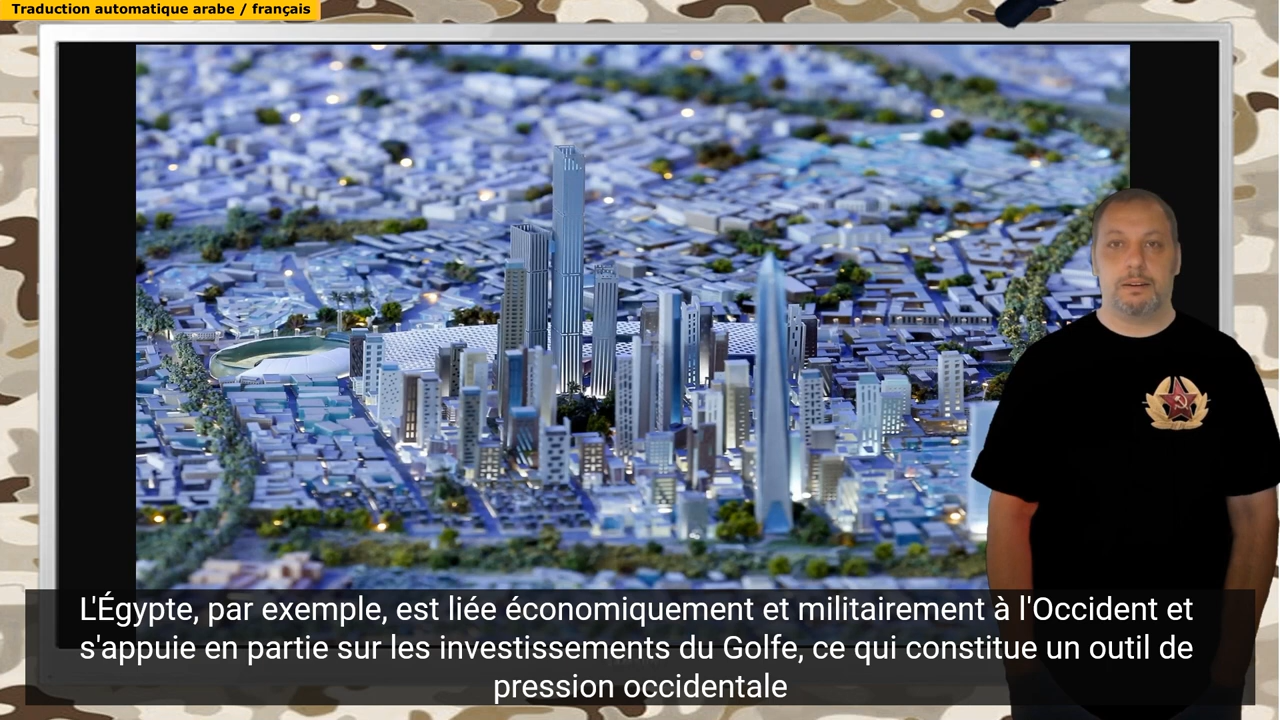 Traduction automatique arabe / français
L'Égypte, par exemple, est liée économiquement et militairement à l'Occident et
s'appuie en partie sur les investissements du Golfe, ce qui constitue un outil de
pression occidentale